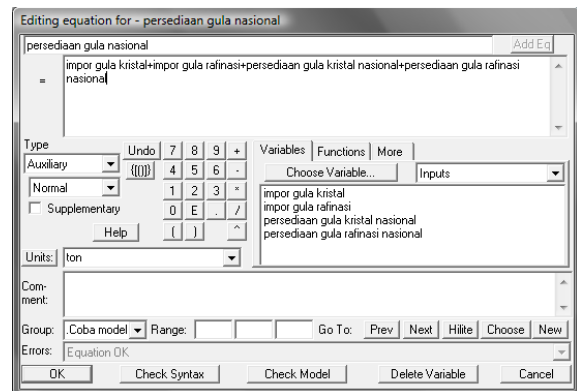 Editing equation for - persediaan gula nasional
persediaan gula nasional Add Eq
= impor gula kristal+impor gula rafinasi+persediaan gula kristal nasional+persediaan gula rafinasi
nasional
Type Undo 7 8 9 + Variables Functions More
Auxiliary {[()]} 4 5 6 - Choose Variable... Inputs
Normal 1 2 3 * impor gula kristal
Supplementary 0 E . / impor gula rafinasi
Help ( ) ^ persediaan gula kristal nasional
persediaan gula rafinasi nasional
Units: ton
Com-
ment:
Group: .Coba model Range: Go To: Prev Next Hilite Choose New
Errors: Equation OK
OK Check Syntax Check Model Delete Variable Cancel